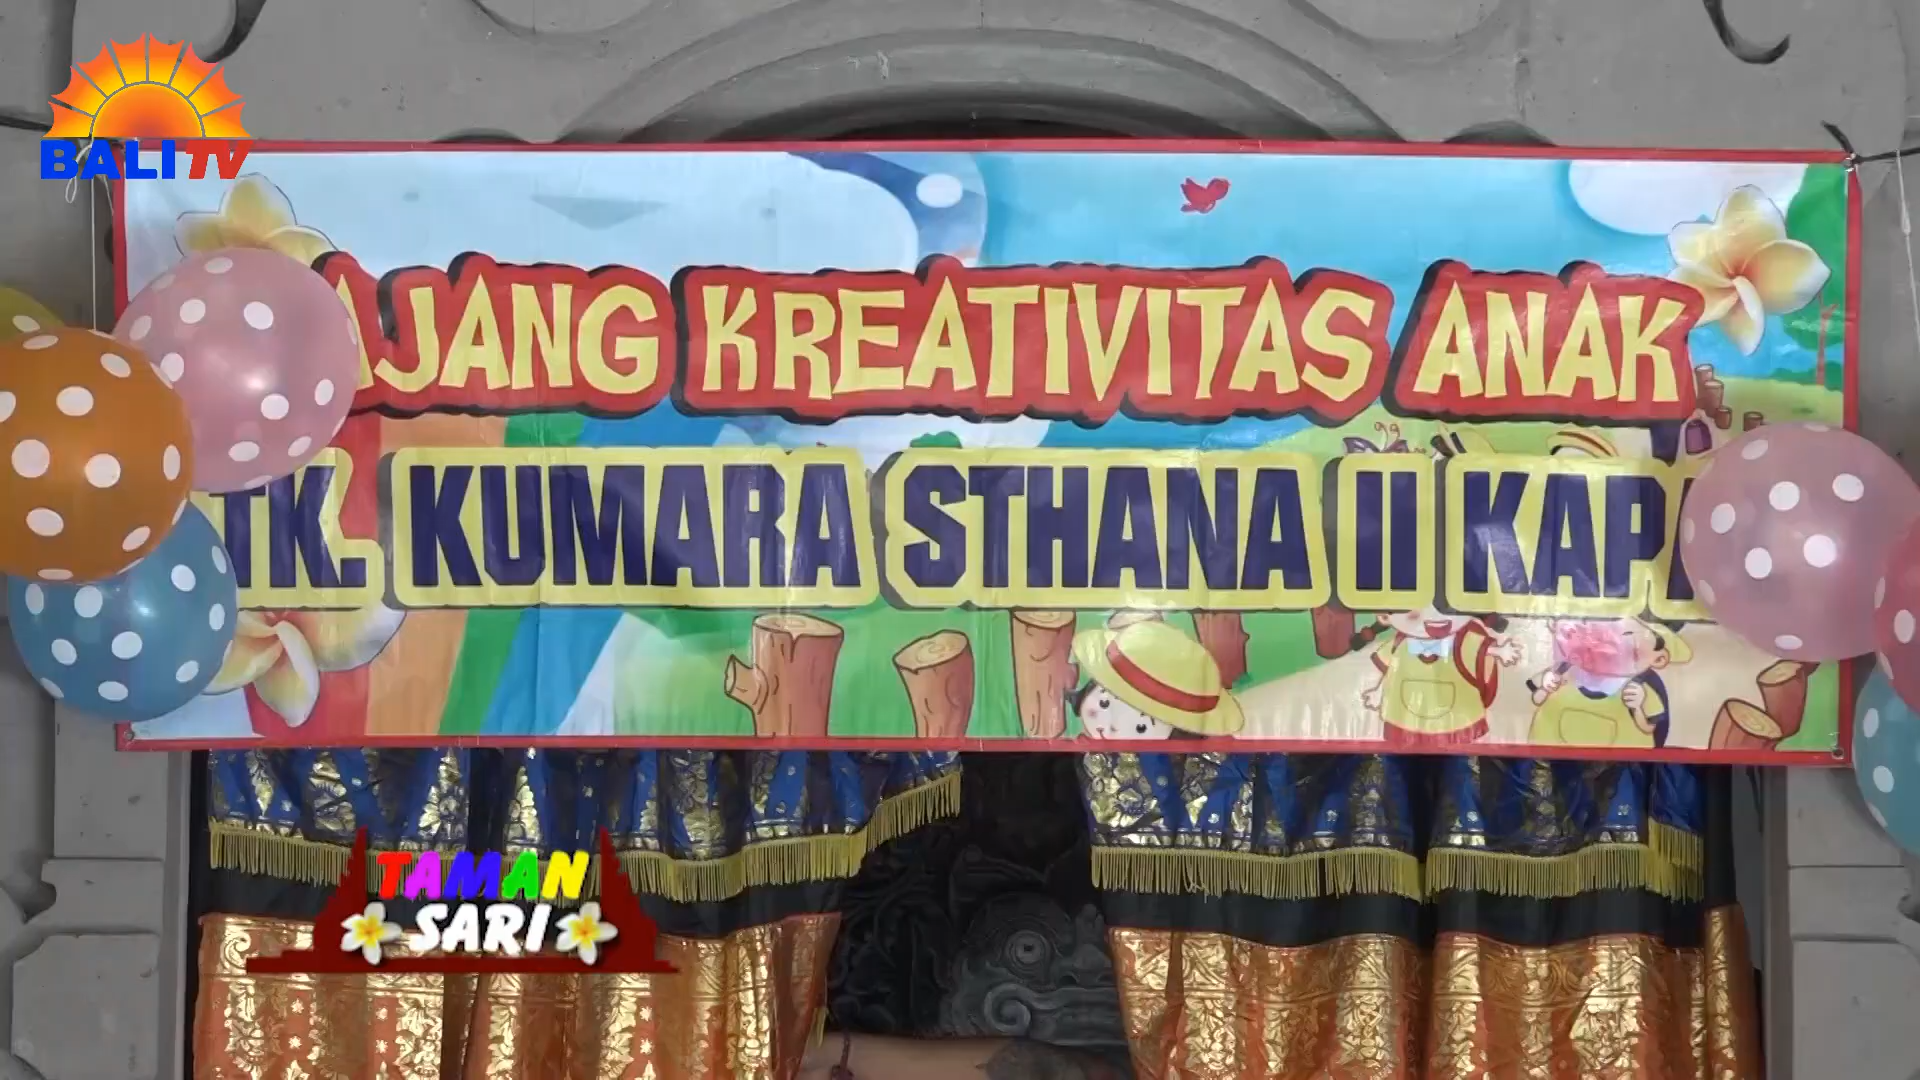 BALI TV
AJANG KREATIVITAS ANAK
TK. KUMARA STHANA II
TAMAN
SARI